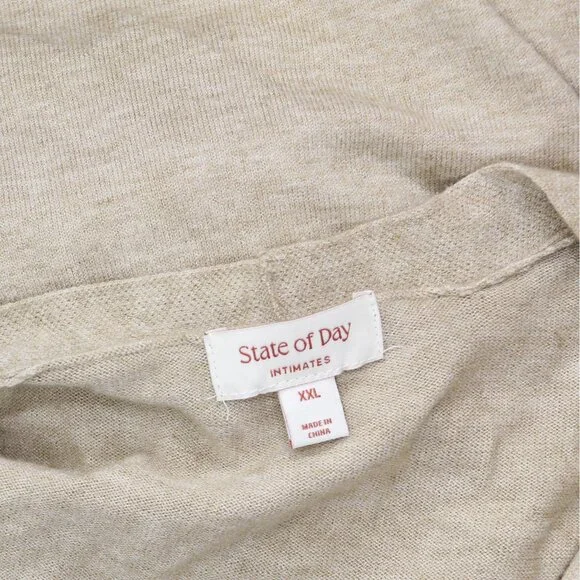 State of Day
INTIMATES
XXL
MADE IN
CHINA